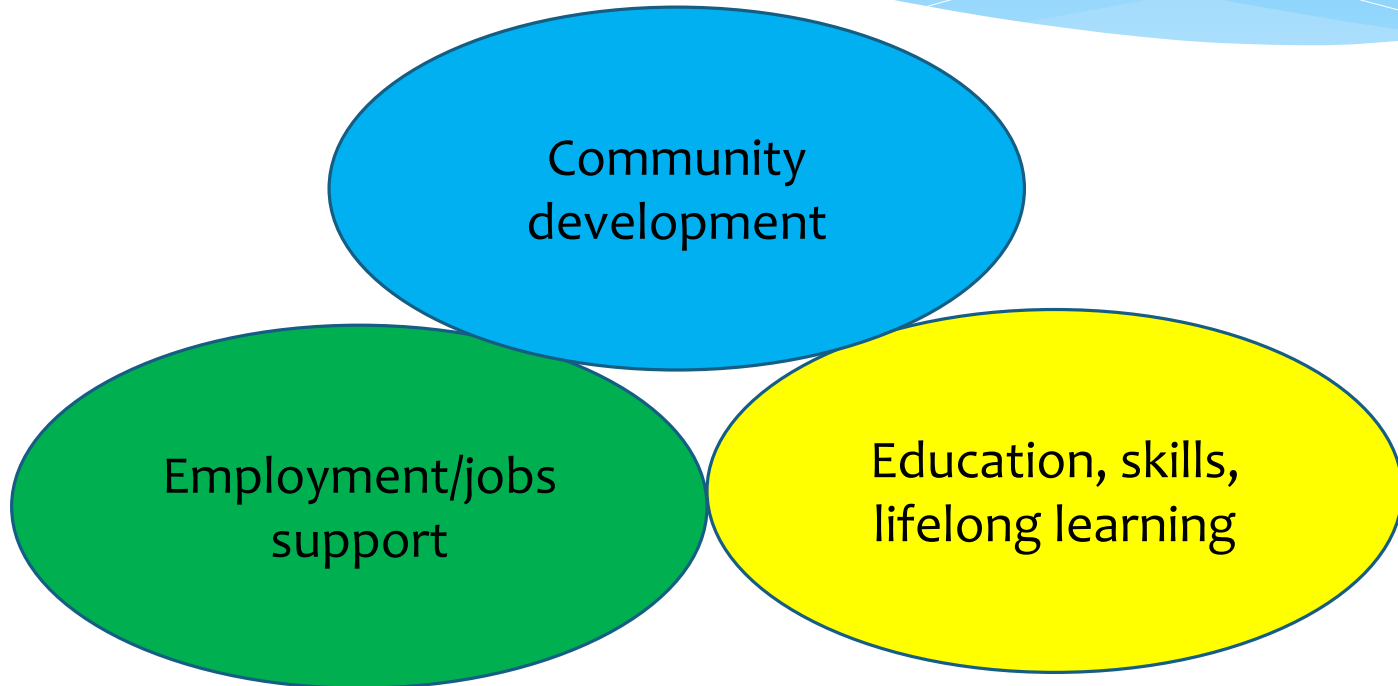 Community
development
Employment/jobs
support
Education, skills,
lifelong learning